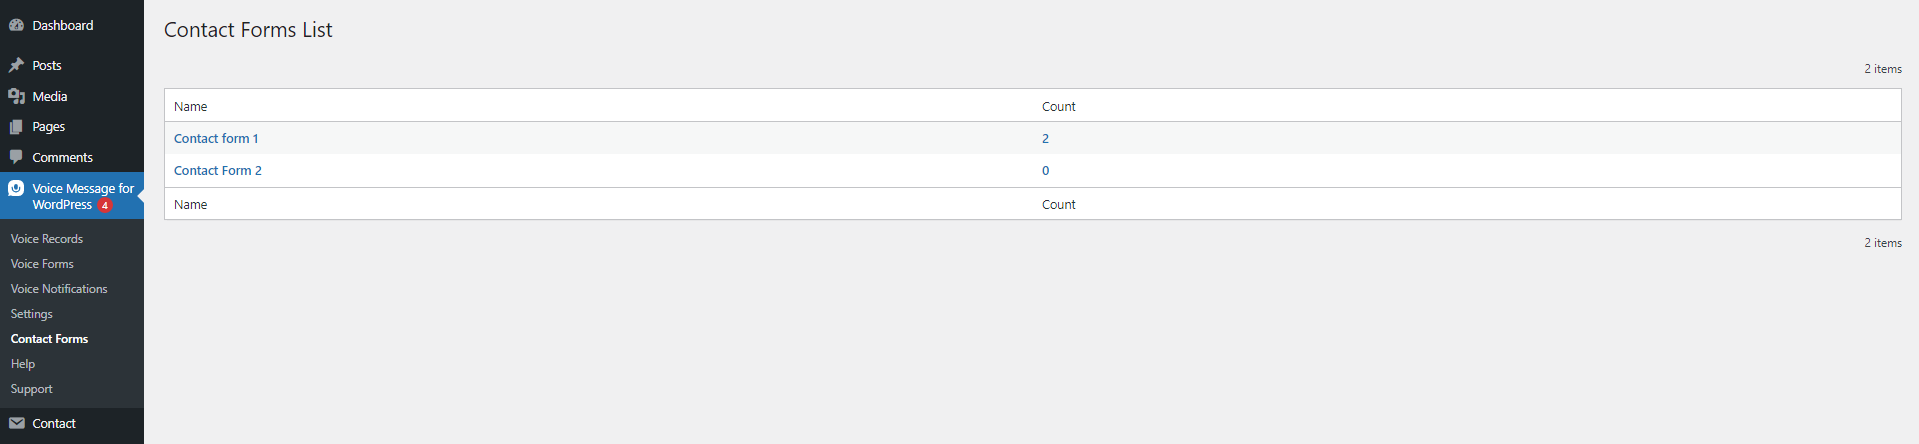 Dashboard
Posts
Media
Pages
Comments
Voice Message for
WordPress 4
Voice Records
Voice Forms
Voice Notifications
Settings
Contact Forms
Help
Support
Contact
Contact Forms List
2 items
Name Count
Contact form 1 2
Contact Form 2 0
Name Count
2 items